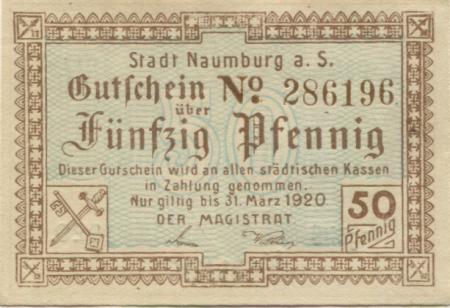 Stadt Naumburg a. S.
Gutschein No 286196
über
Fünfzig Pfennig
Dieser Gutschein wird an allen städtischen Kassen
in Zahlung genommen.
Nur giltig bis 31. März 1920
DER MAGISTRAT
50
Pfennig